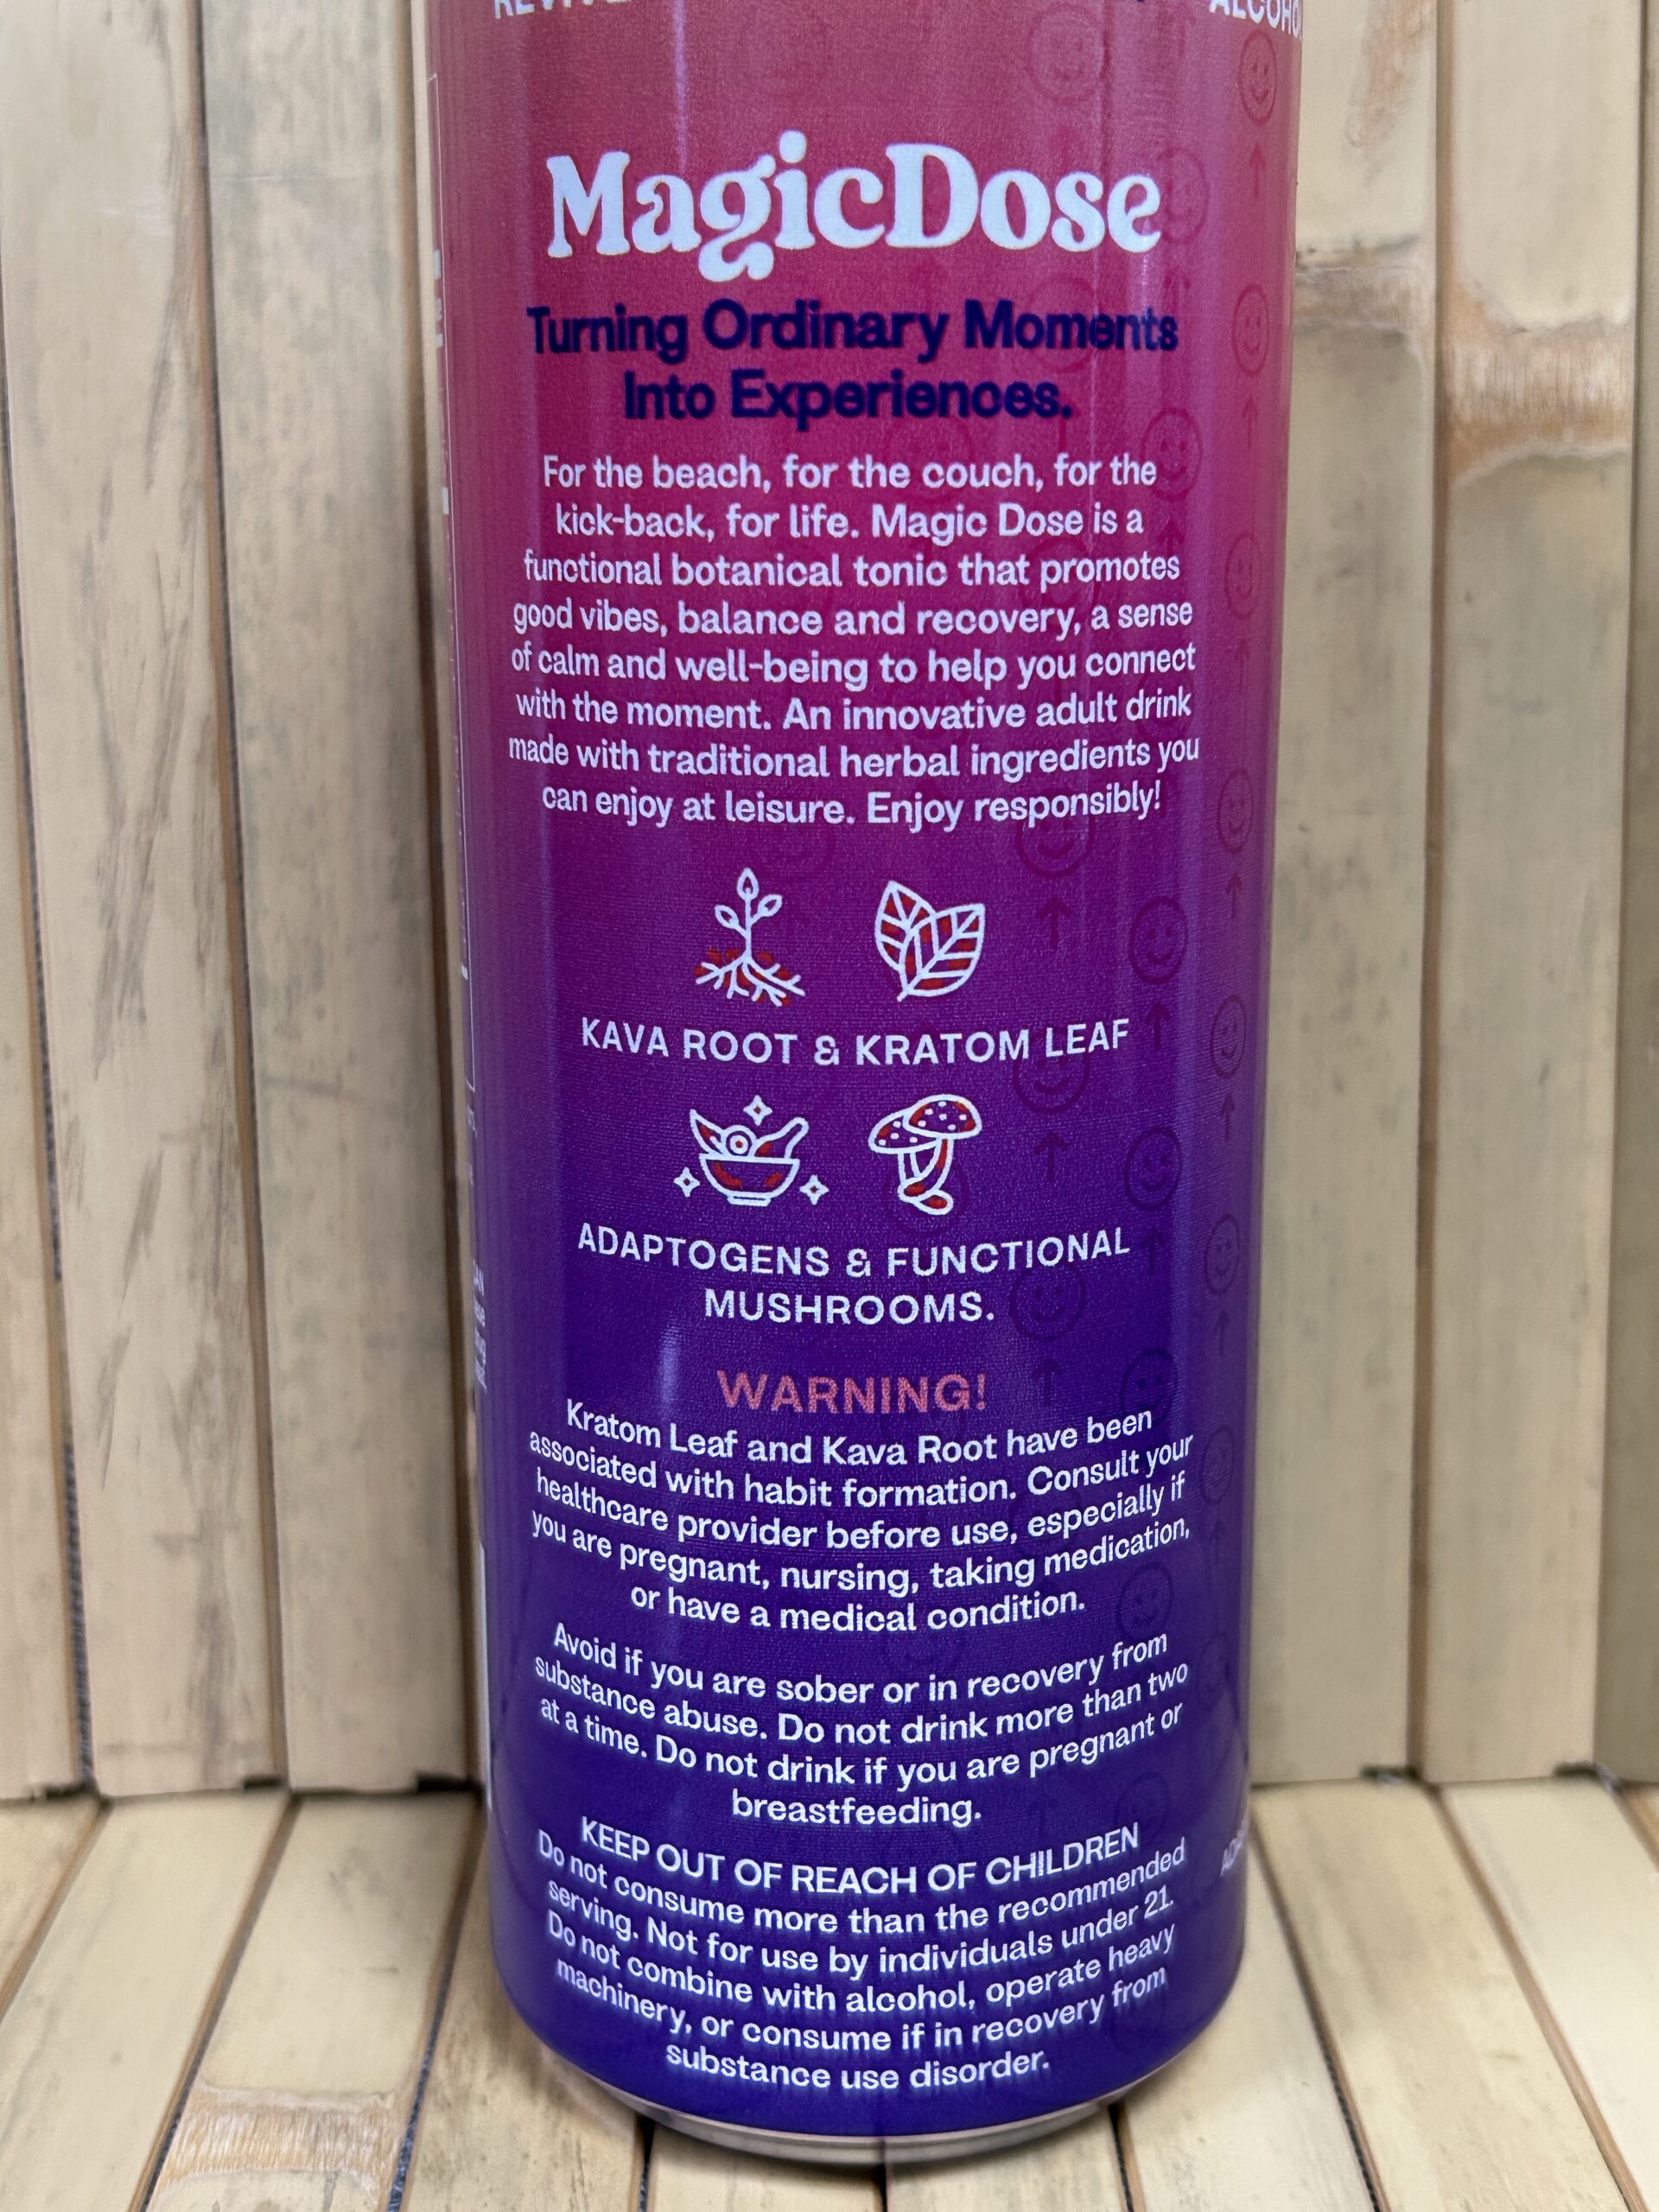 MagicDose
Turning Ordinary Moments
Into Experiences.
For the beach, for the couch, for the
kick-back, for life. Magic Dose is a
functional botanical tonic that promotes
good vibes, balance and recovery, a sense
of calm and well-being to help you connect
with the moment. An innovative adult drink
made with traditional herbal ingredients you
can enjoy at leisure. Enjoy responsibly!
KAVA ROOT & KRATOM LEAF
ADAPTOGENS & FUNCTIONAL
MUSHROOMS.
WARNING!
Kratom Leaf and Kava Root have been
associated with habit formation. Consult your
healthcare provider before use, especially if
you are pregnant, nursing, taking medication,
or have a medical condition.
Avoid if you are sober or in recovery from
substance abuse. Do not drink more than two
at a time. Do not drink if you are pregnant or
breastfeeding.
KEEP OUT OF REACH OF CHILDREN
Do not consume more than the recommended
serving. Not for use by individuals under 21.
Do not combine with alcohol, operate heavy
machinery, or consume if in recovery from
substance use disorder.